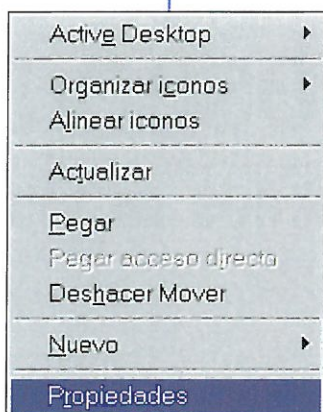 Active Desktop
Organizar iconos
Alinear iconos
Actualizar
Pegar
Pegar acceso directo
Deshacer Mover
Nuevo
Propiedades